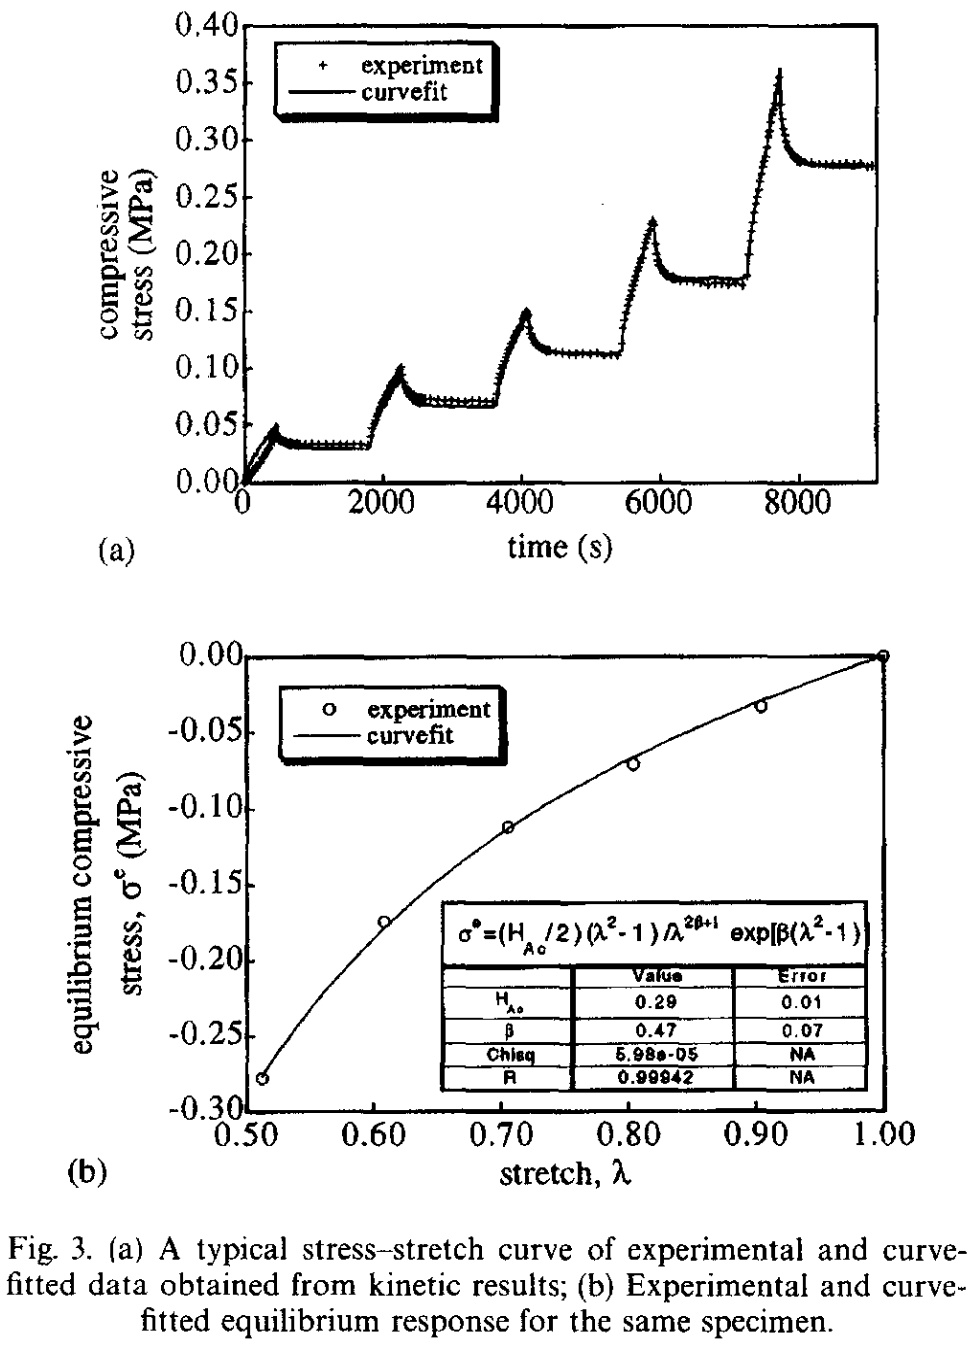 0.40
0.35
0.30
0.25
0.20
0.15
0.10
0.05
0.00
compressive
stress (MPa)
experiment
curvefit
0 2000 4000 6000 8000
(a)
time (s)
0.00
-0.05
-0.10
-0.15
-0.20
-0.25
-0.30
equilibrium compressive
stress, σᵉ (MPa)
experiment
curvefit
σᵉ=(H_Ao/2)(λ²-1)/λ^2β+1 exp[β(λ²-1)
Value Error
H_Ao 0.29 0.01
β 0.47 0.07
Chisq 5.98e-05 NA
R 0.99942 NA
0.50 0.60 0.70 0.80 0.90 1.00
(b)
stretch, λ
Fig. 3. (a) A typical stress–stretch curve of experimental and curve-
fitted data obtained from kinetic results; (b) Experimental and curve-
fitted equilibrium response for the same specimen.